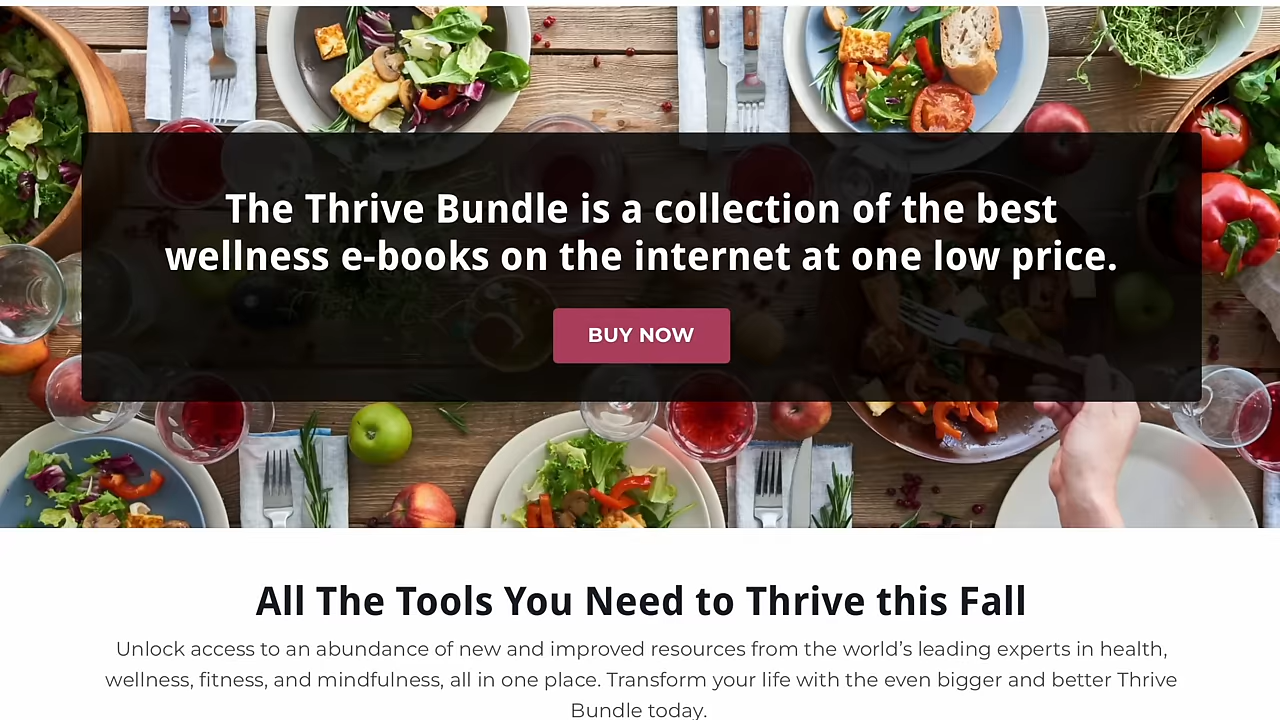 The Thrive Bundle is a collection of the best
wellness e-books on the internet at one low price.
BUY NOW
All The Tools You Need to Thrive this Fall
Unlock access to an abundance of new and improved resources from the world’s leading experts in health,
wellness, fitness, and mindfulness, all in one place. Transform your life with the even bigger and better Thrive
Bundle today.